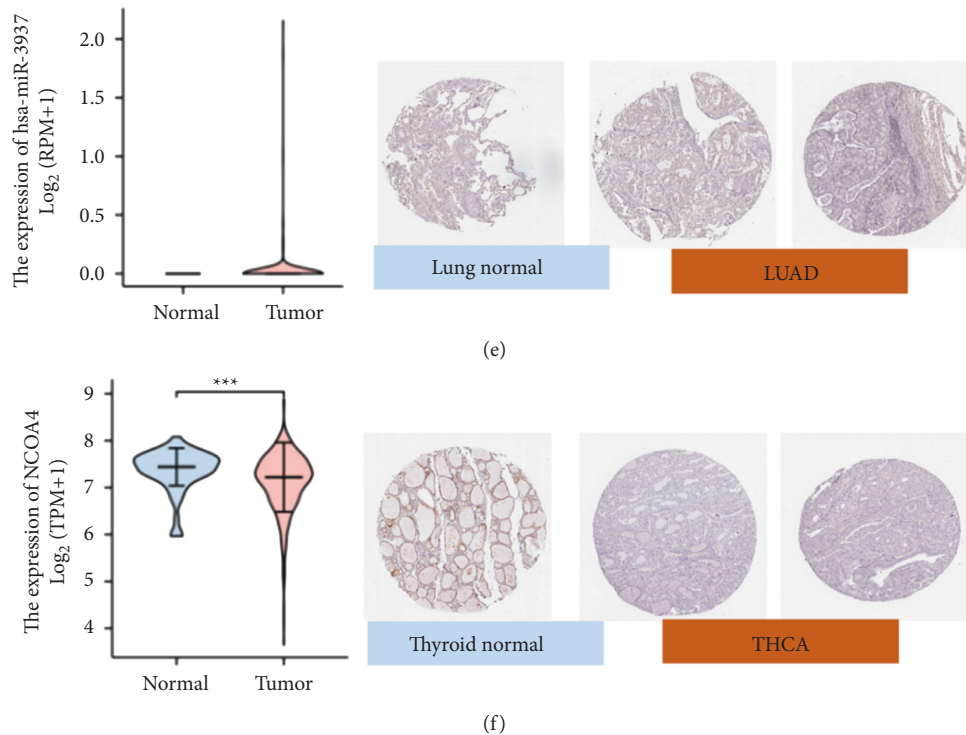 The expression of hsa-miR-3937
Log₂ (RPM+1)
2.0
1.5
1.0
0.5
0.0
Normal
Tumor
Lung normal
LUAD
(e)
The expression of NCOA4
Log₂ (TPM+1)
***
9
8
7
6
5
4
Normal
Tumor
Thyroid normal
THCA
(f)